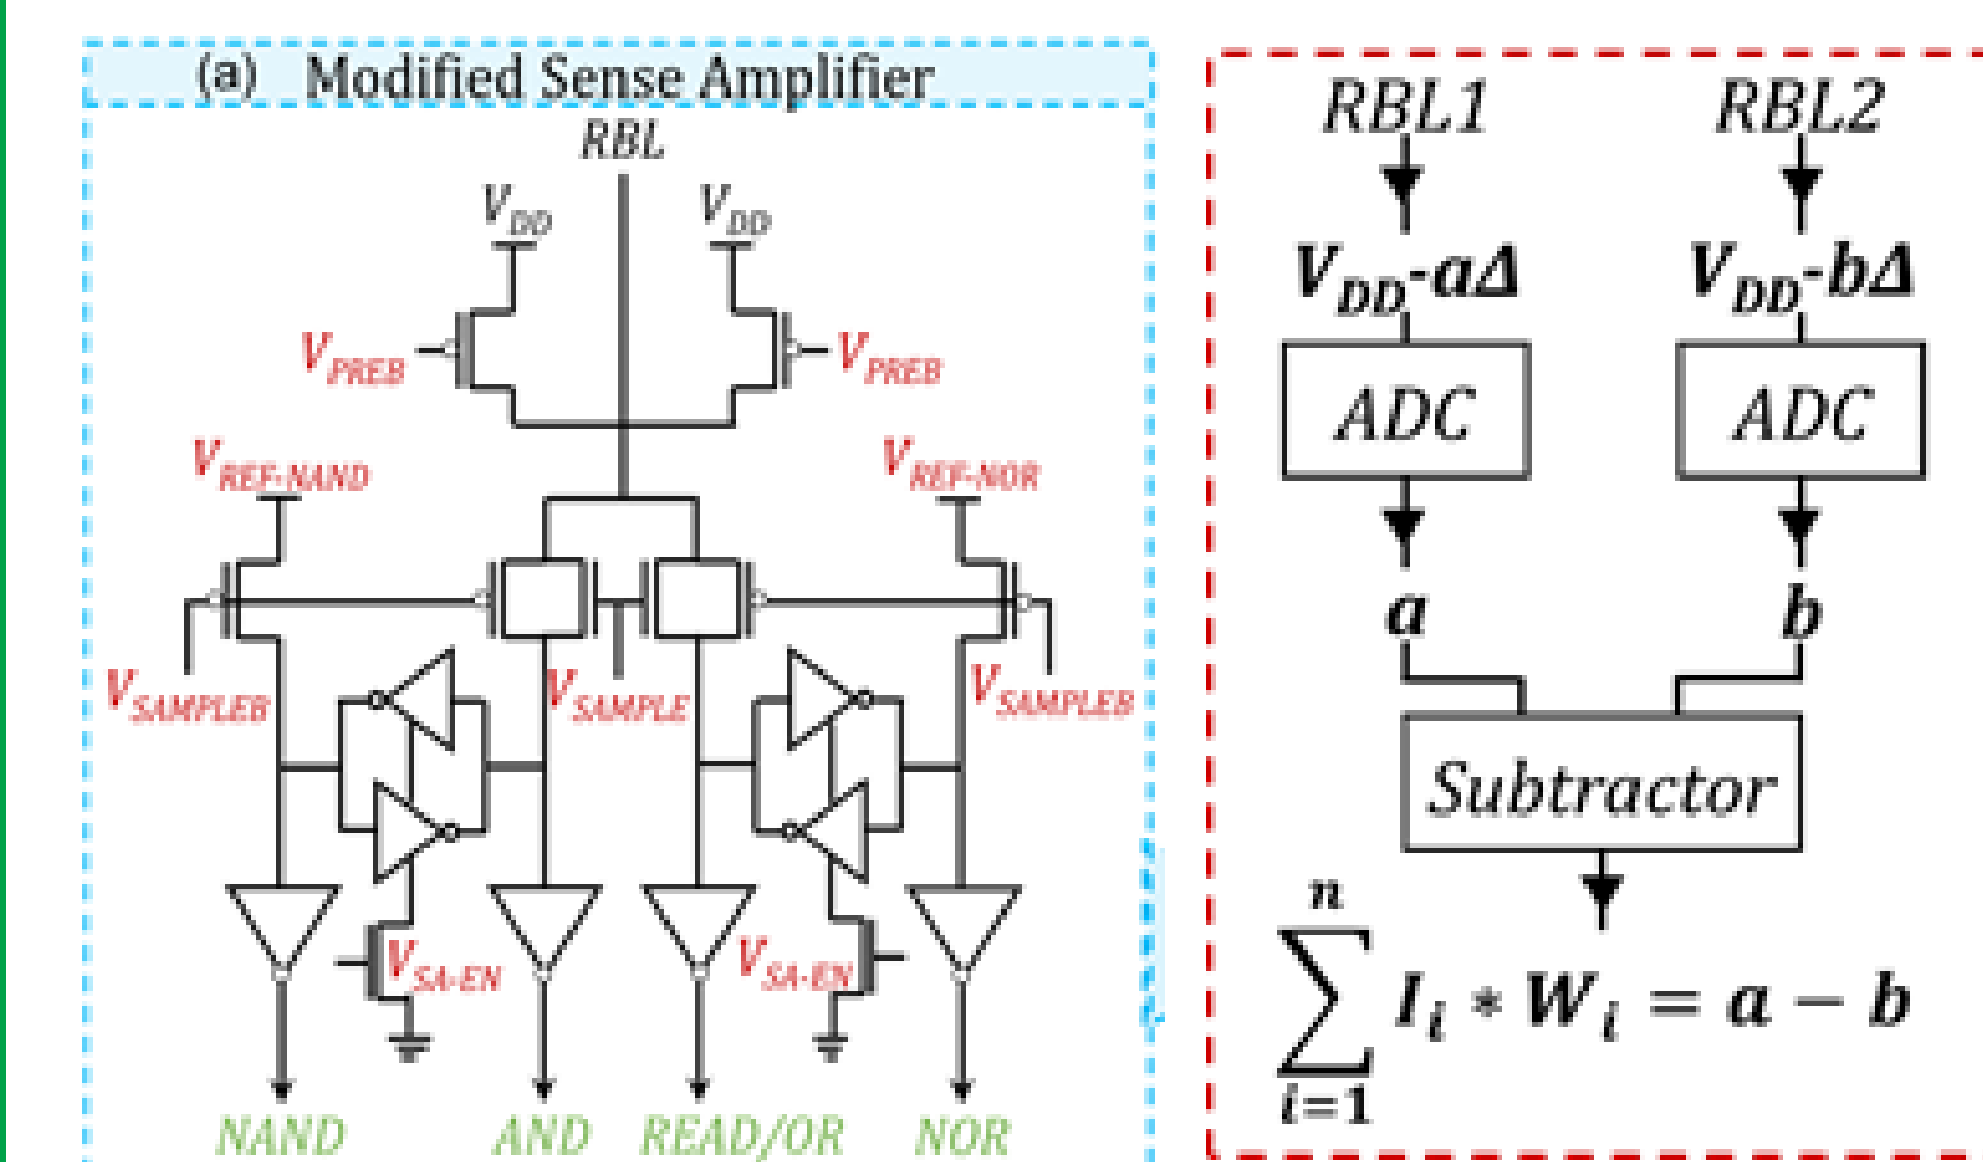 (a) Modified Sense Amplifier
RBL
V_DD V_DD
V_PREB V_PREB
V_REF-NAND V_REF-NOR
V_SAMPLEB V_SAMPLE V_SAMPLEB
V_SA-EN V_SA-EN
NAND AND READ/OR NOR
RBL1 RBL2
V_DD-aΔ V_DD-bΔ
ADC ADC
a b
Subtractor
n
∑ I_i * W_i = a − b
i=1